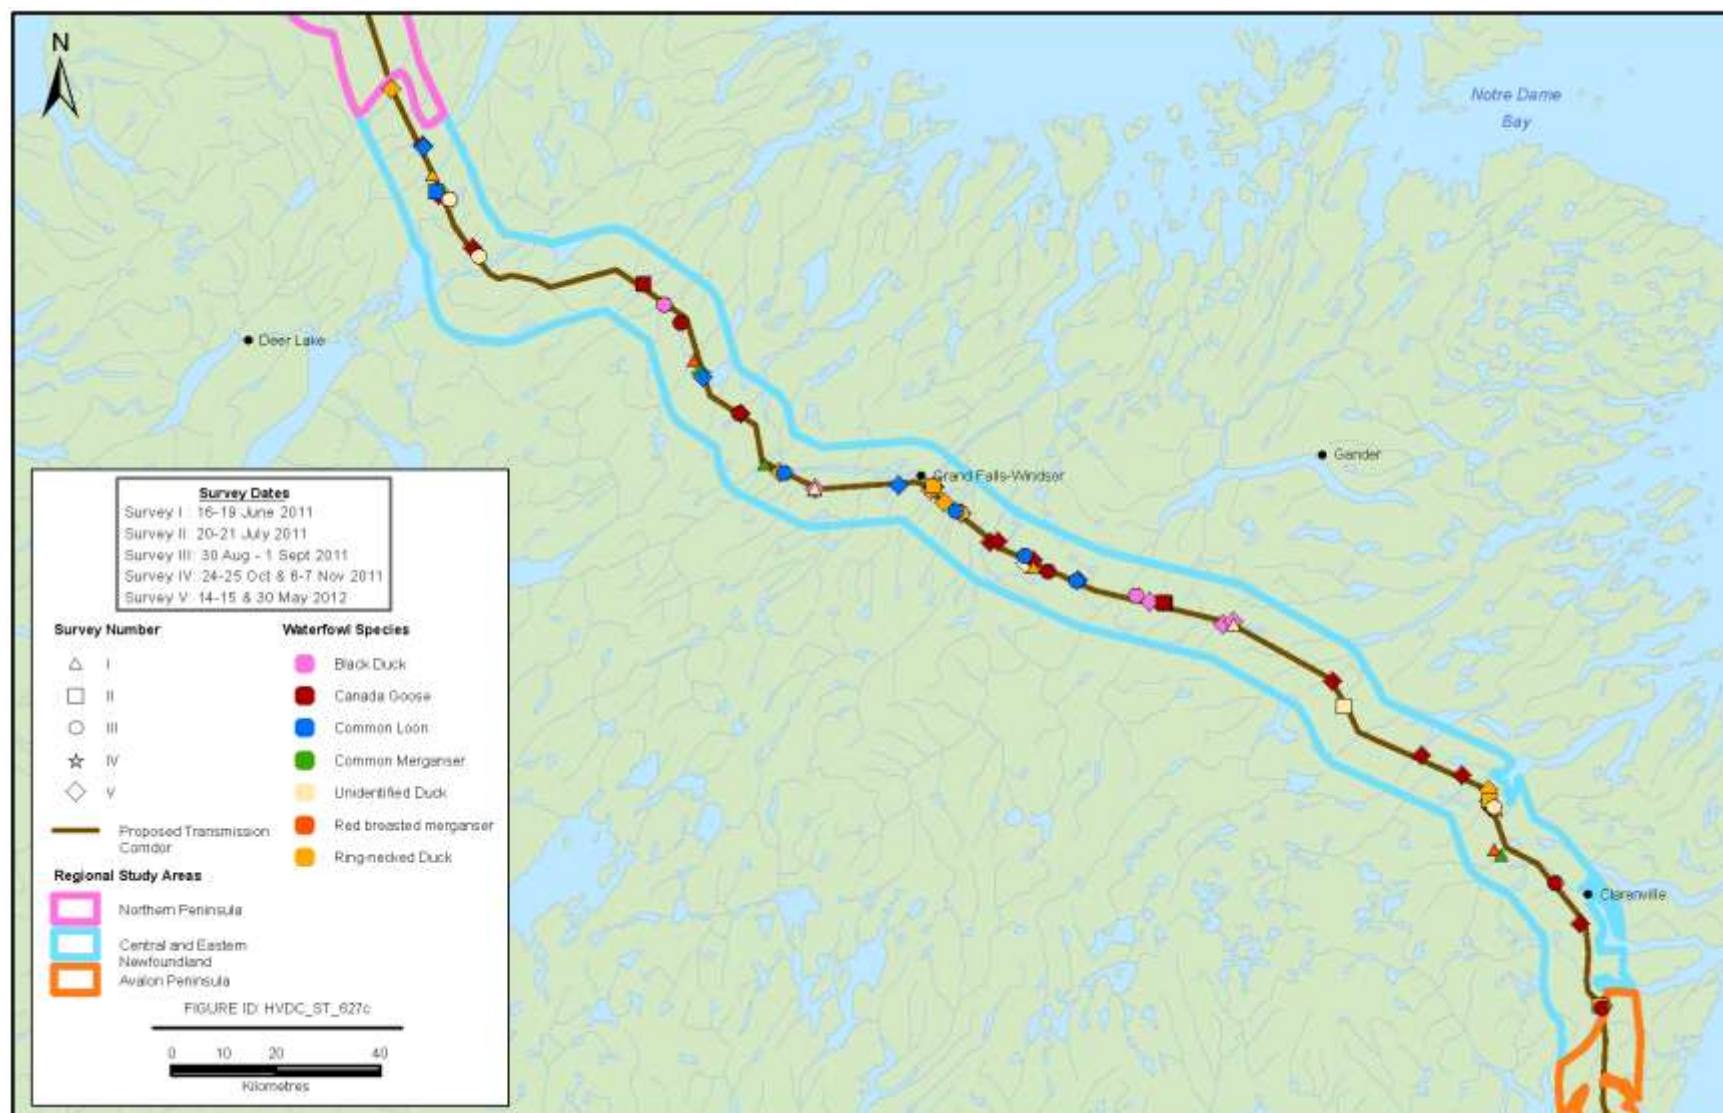 N
Notre Dame
Bay
Deer Lake
Gander
Grand Falls-Windsor
Clarenville
Survey Dates
Survey I : 16-19 June 2011
Survey II: 20-21 July 2011
Survey III: 30 Aug - 1 Sept 2011
Survey IV: 24-25 Oct & 6-7 Nov 2011
Survey V: 14-15 & 30 May 2012
Survey Number
I
II
III
IV
V
Proposed Transmission
Corridor
Waterfowl Species
Black Duck
Canada Goose
Common Loon
Common Merganser
Unidentified Duck
Red breasted merganser
Ring-necked Duck
Regional Study Areas
Northern Peninsula
Central and Eastern
Newfoundland
Avalon Peninsula
FIGURE ID: HVDC_ST_627c
0 10 20 40
Kilometres